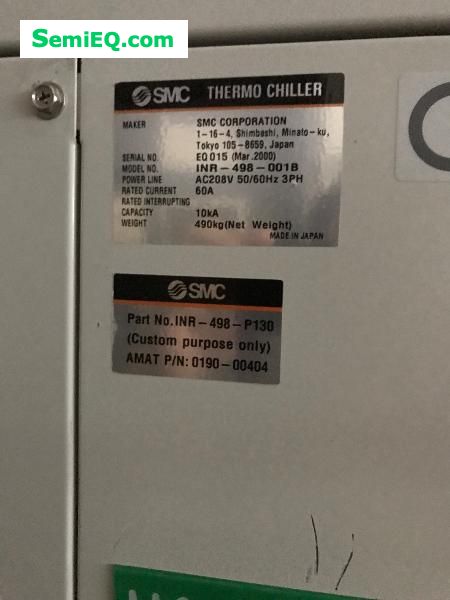 SemiEQ.com
SMC THERMO CHILLER
MAKER SMC CORPORATION
1-16-4, Shimbashi, Minato-ku,
Tokyo 105-8659, Japan
SERIAL NO. EQ015 (Mar.2000)
MODEL NO. INR-498-001B
POWER LINE AC208V 50/60Hz 3PH
RATED CURRENT 60A
RATED INTERRUPTING
CAPACITY 10kA
WEIGHT 490kg(Net Weight)
MADE IN JAPAN
SMC
Part No.INR-498-P130
(Custom purpose only)
AMAT P/N: 0190-00404